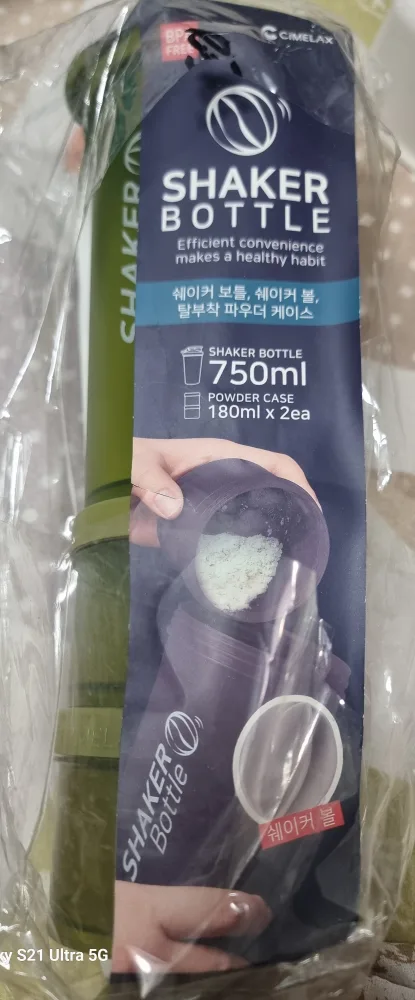 BPA
FREE
CIMELAX
SHAKER
SHAKER
BOTTLE
Efficient convenience
makes a healthy habit
쉐이커 보틀, 쉐이커 볼,
탈부착 파우더 케이스
SHAKER BOTTLE
750ml
POWDER CASE
180ml x 2ea
SHAKER
Bottle
쉐이커 볼
xy S21 Ultra 5G